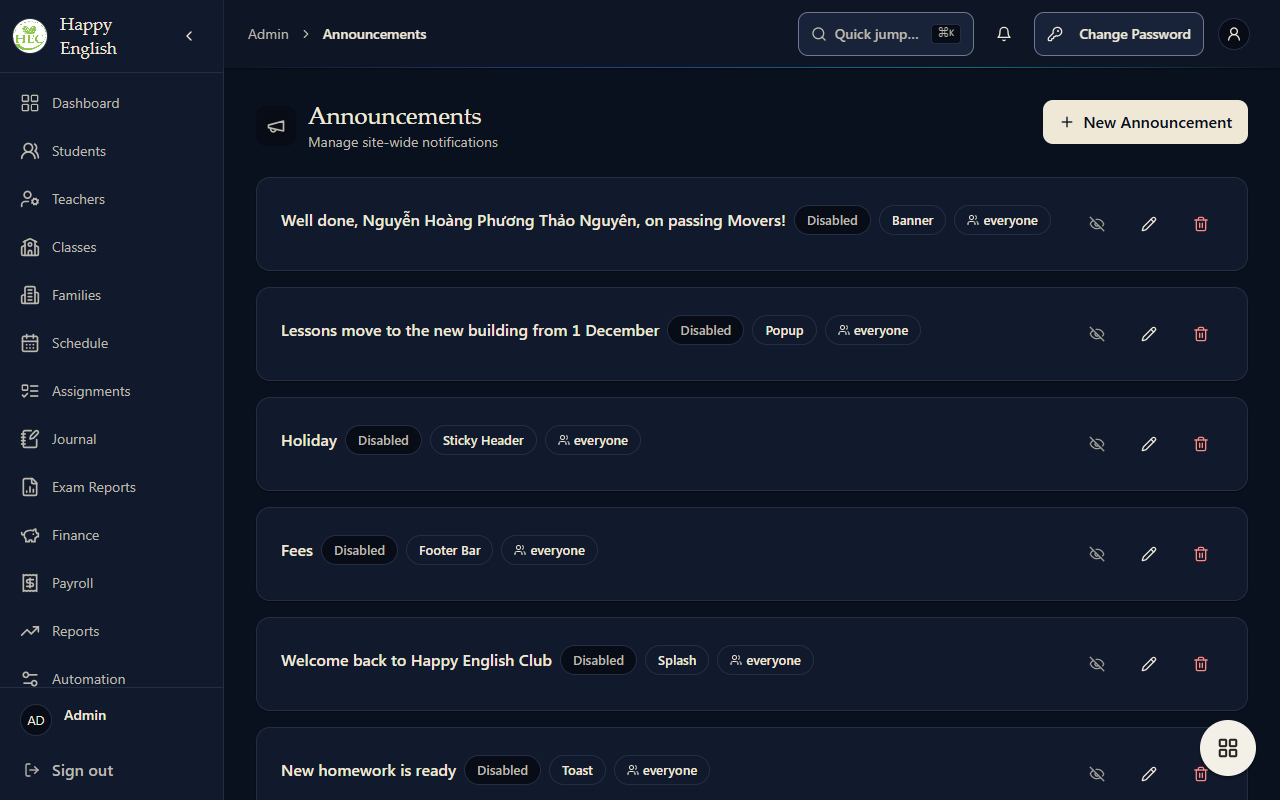 Happy
English
Admin
Announcements
Quick jump...
⌘K
Change Password
Dashboard
Students
Teachers
Classes
Families
Schedule
Assignments
Journal
Exam Reports
Finance
Payroll
Reports
Automation
AD
Admin
Sign out
Announcements
Manage site-wide notifications
New Announcement
Well done, Nguyễn Hoàng Phương Thảo Nguyên, on passing Movers! Disabled Banner everyone
Lessons move to the new building from 1 December Disabled Popup everyone
Holiday Disabled Sticky Header everyone
Fees Disabled Footer Bar everyone
Welcome back to Happy English Club Disabled Splash everyone
New homework is ready Disabled Toast everyone
HEC